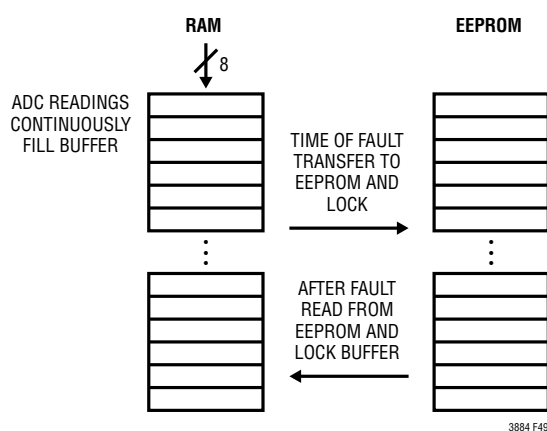 RAM
EEPROM
8
ADC READINGS
CONTINUOUSLY
FILL BUFFER
TIME OF FAULT
TRANSFER TO
EEPROM AND
LOCK
AFTER FAULT
READ FROM
EEPROM AND
LOCK BUFFER
3884 F49